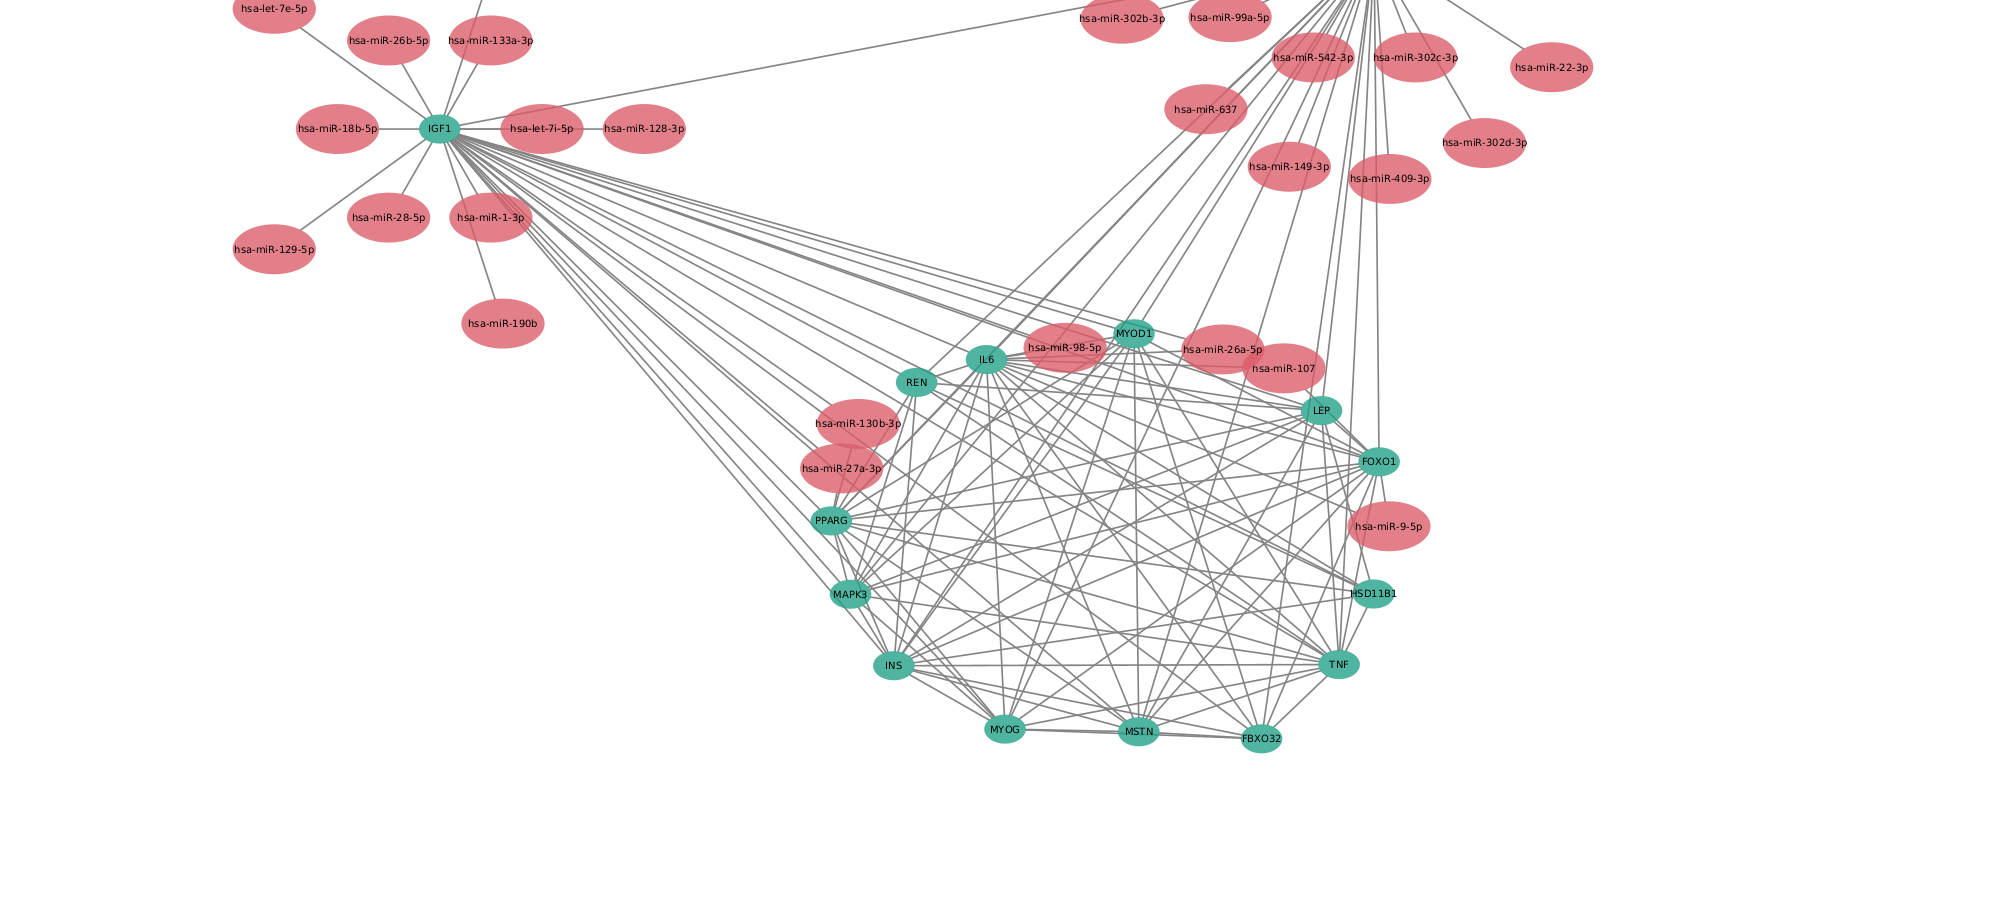 hsa-let-7e-5p
hsa-miR-302b-3p
hsa-miR-99a-5p
hsa-miR-26b-5p
hsa-miR-133a-3p
hsa-miR-542-3p
hsa-miR-302c-3p
hsa-miR-22-3p
hsa-miR-637
hsa-miR-18b-5p
IGF1
hsa-let-7i-5p
hsa-miR-128-3p
hsa-miR-302d-3p
hsa-miR-149-3p
hsa-miR-409-3p
hsa-miR-28-5p
hsa-miR-1-3p
hsa-miR-129-5p
hsa-miR-190b
MYOD1
hsa-miR-98-5p
hsa-miR-26a-5p
IL6
hsa-miR-107
REN
LEP
hsa-miR-130b-3p
FOXO1
hsa-miR-27a-3p
PPARG
hsa-miR-9-5p
MAPK3
HSD11B1
INS
TNF
MYOG
MSTN
FBXO32